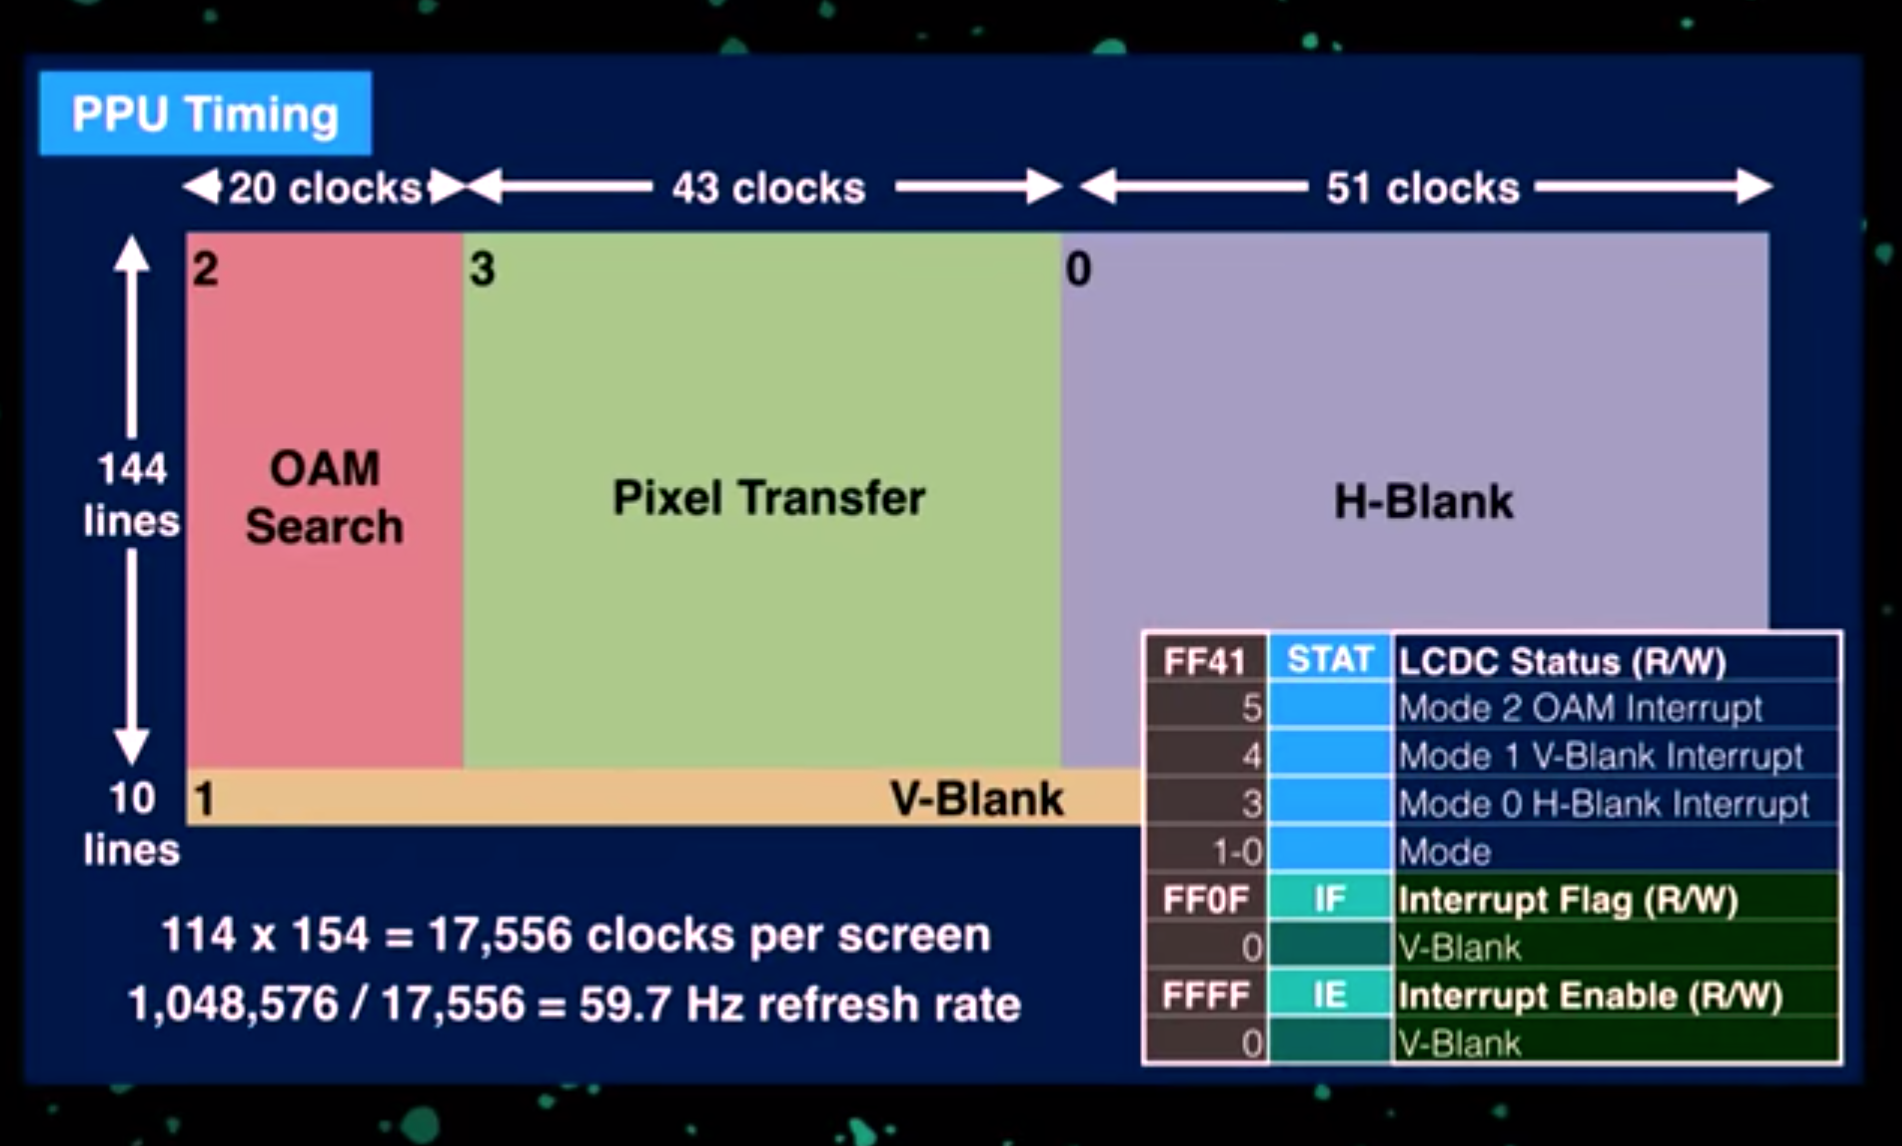 PPU Timing
20 clocks
43 clocks
51 clocks
2
3
0
144
lines
OAM
Search
Pixel Transfer
H-Blank
10
lines
1
V-Blank
114 x 154 = 17,556 clocks per screen
1,048,576 / 17,556 = 59.7 Hz refresh rate
FF41 STAT LCDC Status (R/W)
5 Mode 2 OAM Interrupt
4 Mode 1 V-Blank Interrupt
3 Mode 0 H-Blank Interrupt
1-0 Mode
FF0F IF Interrupt Flag (R/W)
0 V-Blank
FFFF IE Interrupt Enable (R/W)
0 V-Blank